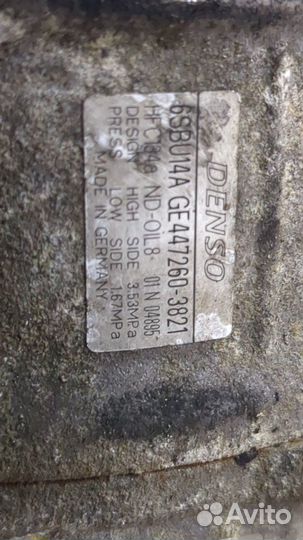 DENSO
6SBU14A GE447260-3821
HFC134a ND-OIL8 01 N 04895
DESIGN HIGH SIDE 3.53MPa
PRESS. LOW SIDE 1.67MPa
MADE IN GERMANY
Avito